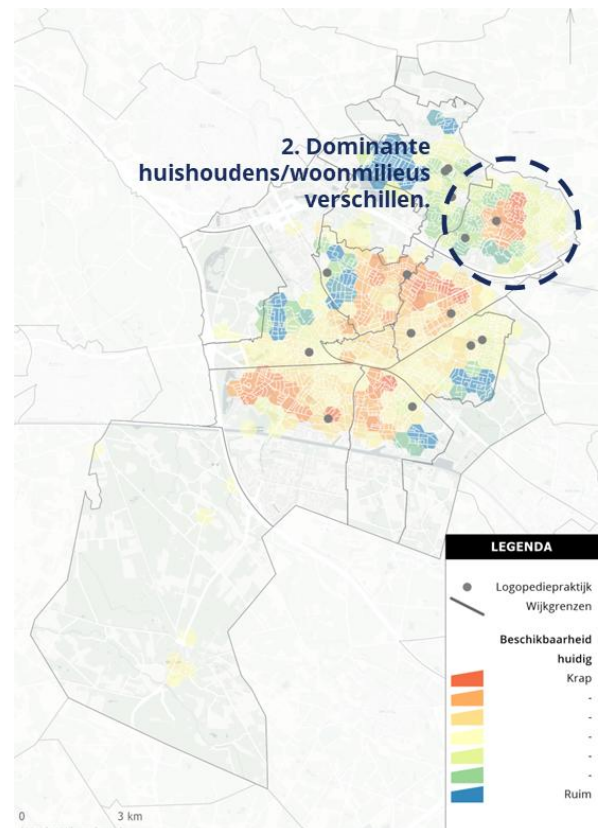 2. Dominante
huishoudens/woonmilieus
verschillen.
LEGENDA
Logopediepraktijk
Wijkgrenzen
Beschikbaarheid
huidig
Krap
-
-
-
-
-
Ruim
0 3 km